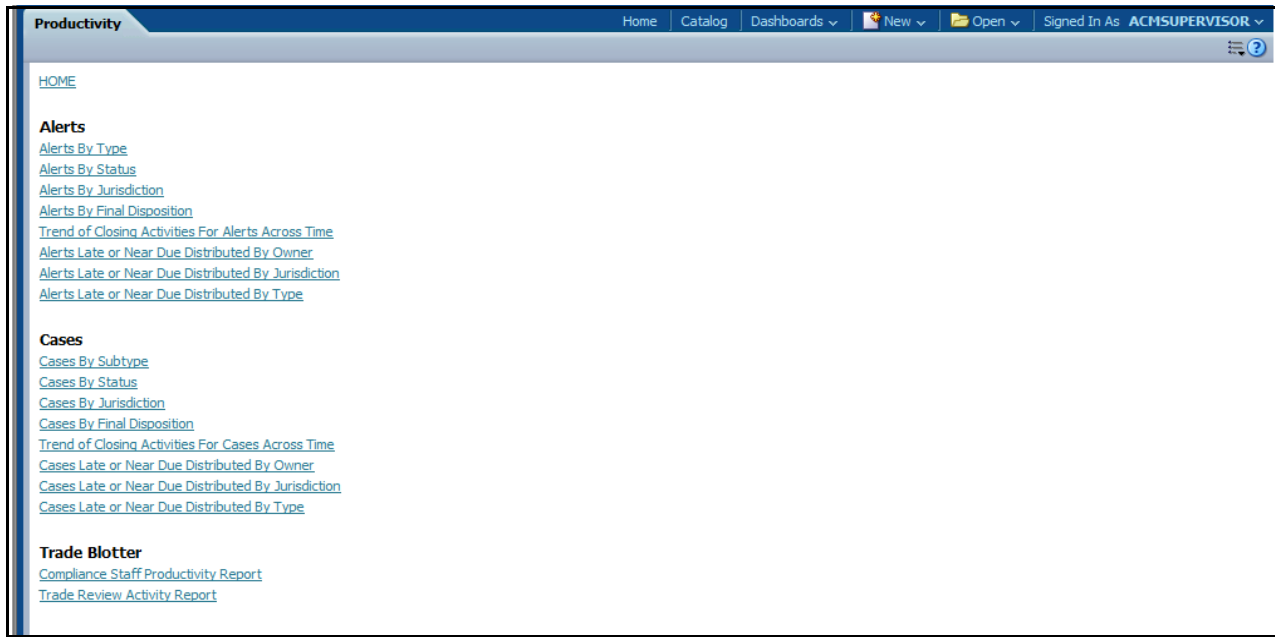 Productivity Home Catalog Dashboards New Open Signed In As ACMSUPERVISOR
HOME
Alerts
Alerts By Type
Alerts By Status
Alerts By Jurisdiction
Alerts By Final Disposition
Trend of Closing Activities For Alerts Across Time
Alerts Late or Near Due Distributed By Owner
Alerts Late or Near Due Distributed By Jurisdiction
Alerts Late or Near Due Distributed By Type
Cases
Cases By Subtype
Cases By Status
Cases By Jurisdiction
Cases By Final Disposition
Trend of Closing Activities For Cases Across Time
Cases Late or Near Due Distributed By Owner
Cases Late or Near Due Distributed By Jurisdiction
Cases Late or Near Due Distributed By Type
Trade Blotter
Compliance Staff Productivity Report
Trade Review Activity Report